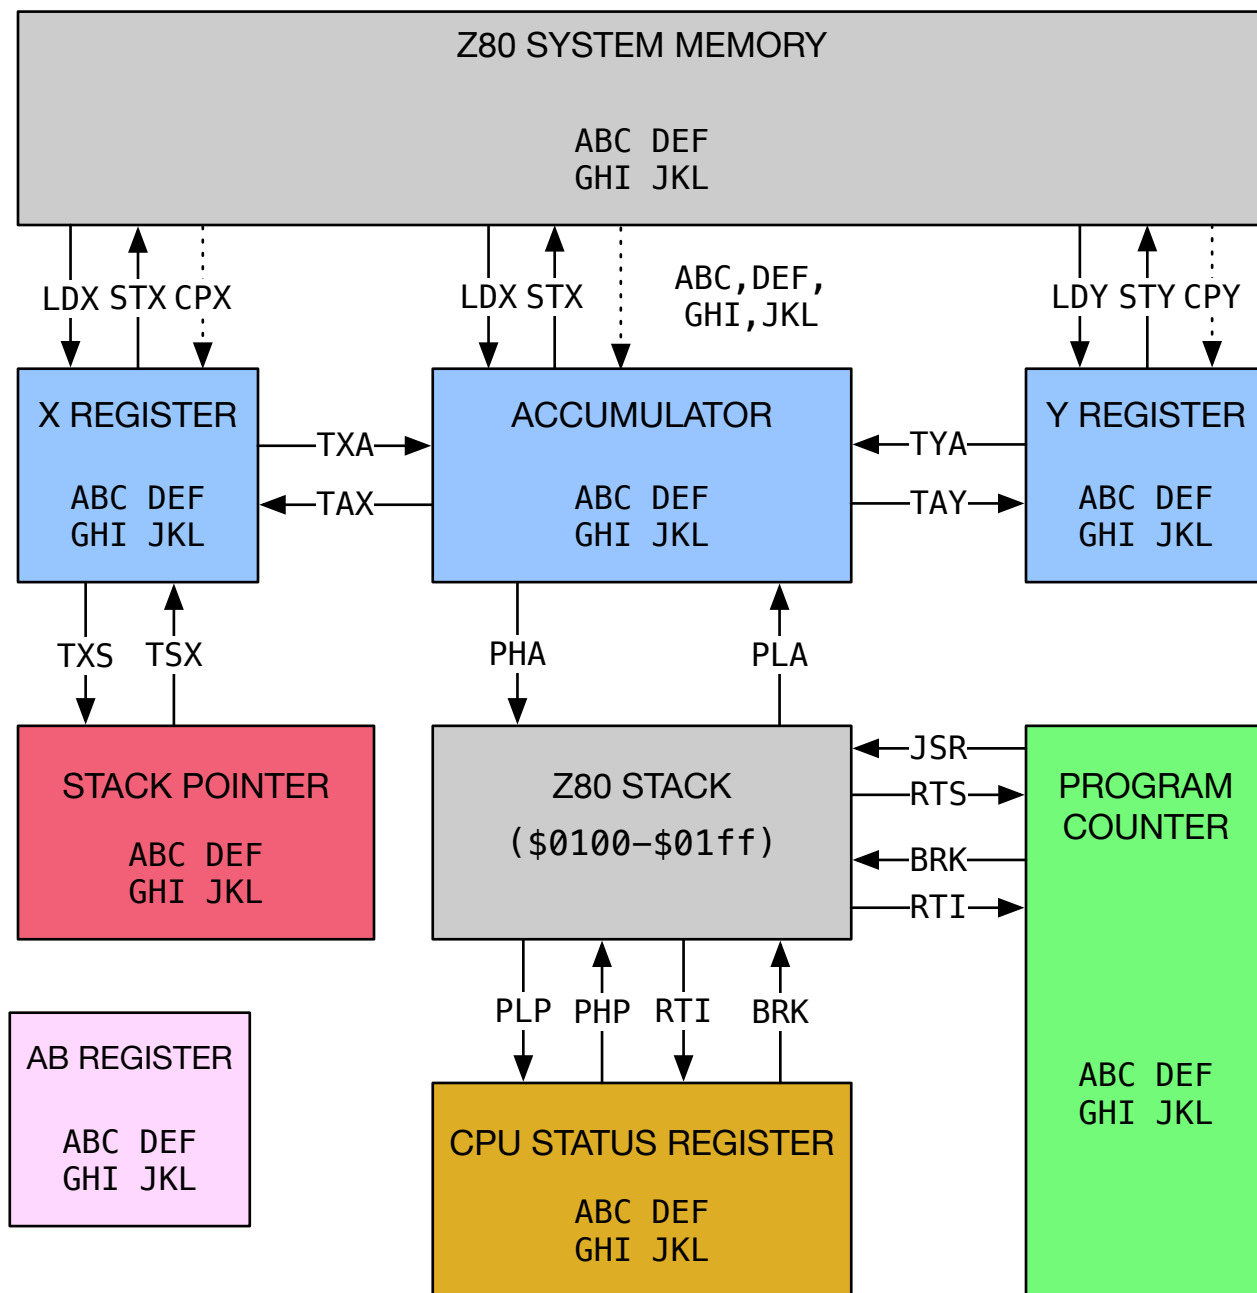 Z80 SYSTEM MEMORY
ABC DEF
GHI JKL
LDX STX CPX
LDX STX
ABC,DEF,
GHI,JKL
LDY STY CPY
X REGISTER
ABC DEF
GHI JKL
TXA
TAX
ACCUMULATOR
ABC DEF
GHI JKL
TYA
TAY
Y REGISTER
ABC DEF
GHI JKL
TXS TSX
PHA
PLA
STACK POINTER
ABC DEF
GHI JKL
Z80 STACK
($0100–$01ff)
JSR
RTS
BRK
RTI
PROGRAM
COUNTER
ABC DEF
GHI JKL
PLP PHP RTI BRK
AB REGISTER
ABC DEF
GHI JKL
CPU STATUS REGISTER
ABC DEF
GHI JKL